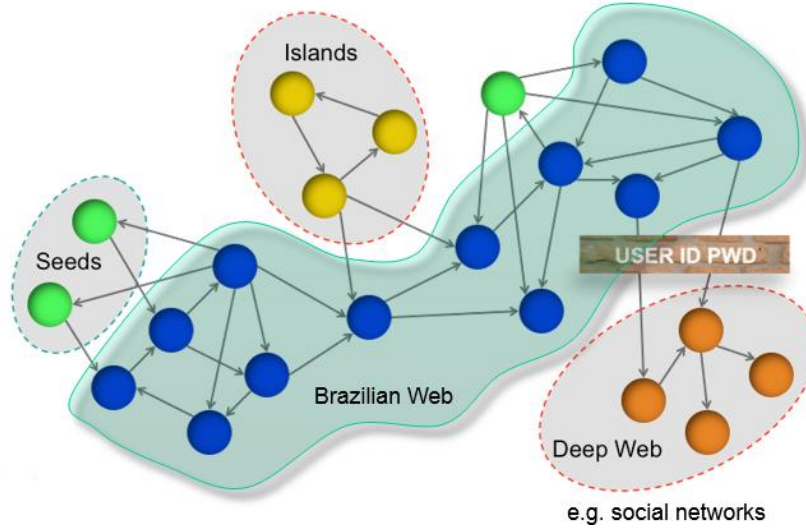 Islands
Seeds
USER ID PWD
Brazilian Web
Deep Web
e.g. social networks